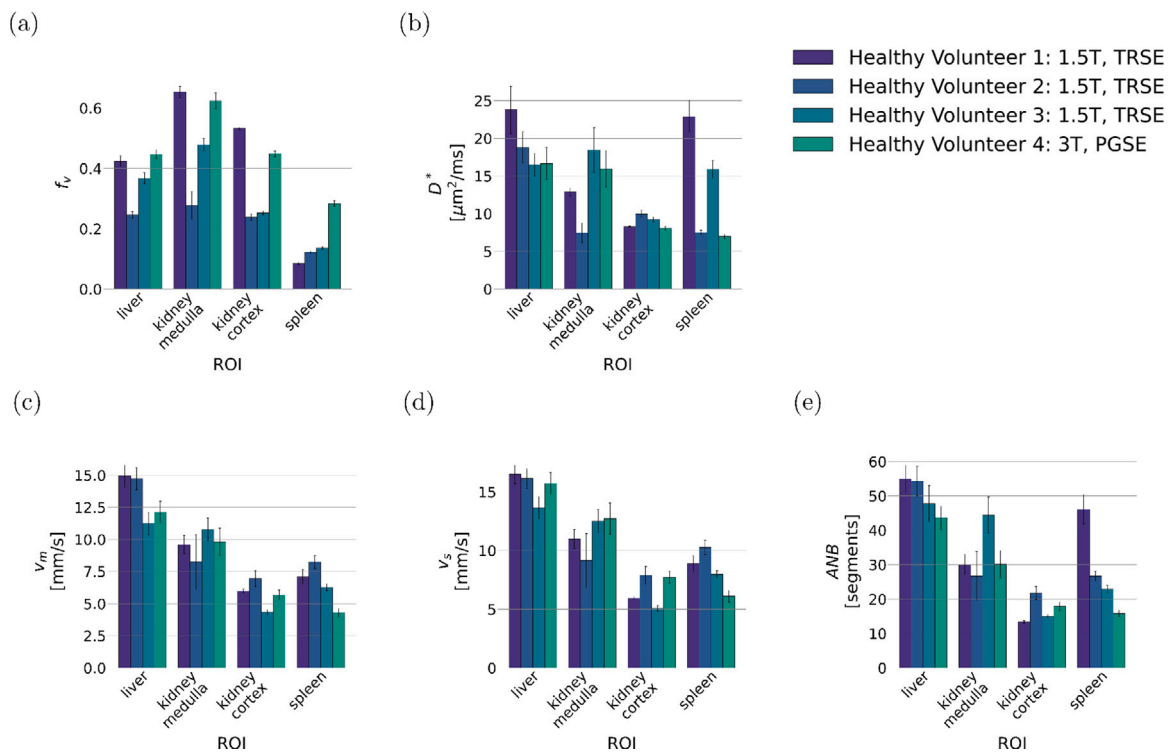 (a)
0.6
0.4
0.2
0.0
f_v
liver
kidney
medulla
kidney
cortex
spleen
ROI
(b)
25
20
15
10
5
0
D*
[μm²/ms]
liver
kidney
medulla
kidney
cortex
spleen
ROI
Healthy Volunteer 1: 1.5T, TRSE
Healthy Volunteer 2: 1.5T, TRSE
Healthy Volunteer 3: 1.5T, TRSE
Healthy Volunteer 4: 3T, PGSE
(c)
15.0
12.5
10.0
7.5
5.0
2.5
0.0
v_m
[mm/s]
liver
kidney
medulla
kidney
cortex
spleen
ROI
(d)
15
10
5
0
v_s
[mm/s]
liver
kidney
medulla
kidney
cortex
spleen
ROI
(e)
60
50
40
30
20
10
0
ANB
[segments]
liver
kidney
medulla
kidney
cortex
spleen
ROI